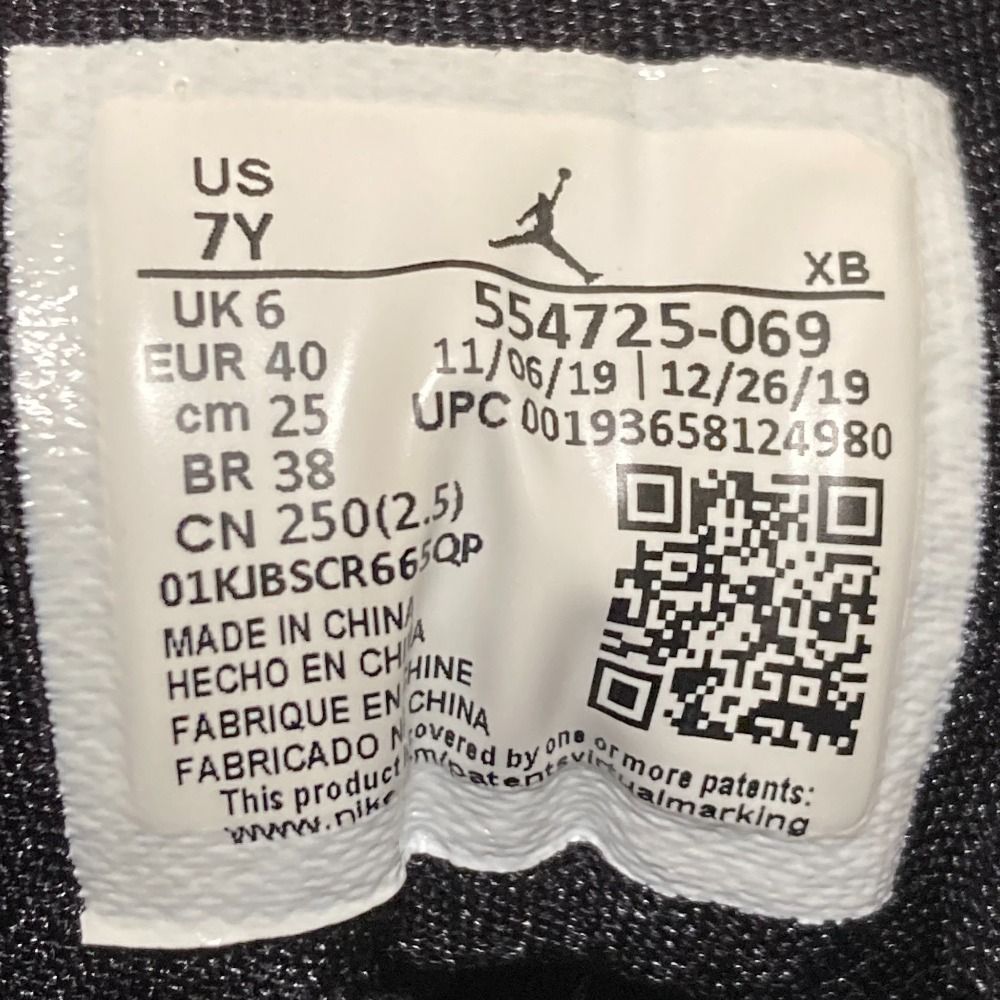 US
7Y
XB
UK 6
EUR 40
cm 25
BR 38
CN 250(2.5)
01KJBSCR665QP
554725-069
11/06/19 | 12/26/19
UPC 00193658124980
MADE IN CHINA
HECHO EN CHINA
FABRIQUE EN CHINE
FABRICADO NA CHINA
This product covered by one or more patents:
www.nike.com/patentsvirtualmarking